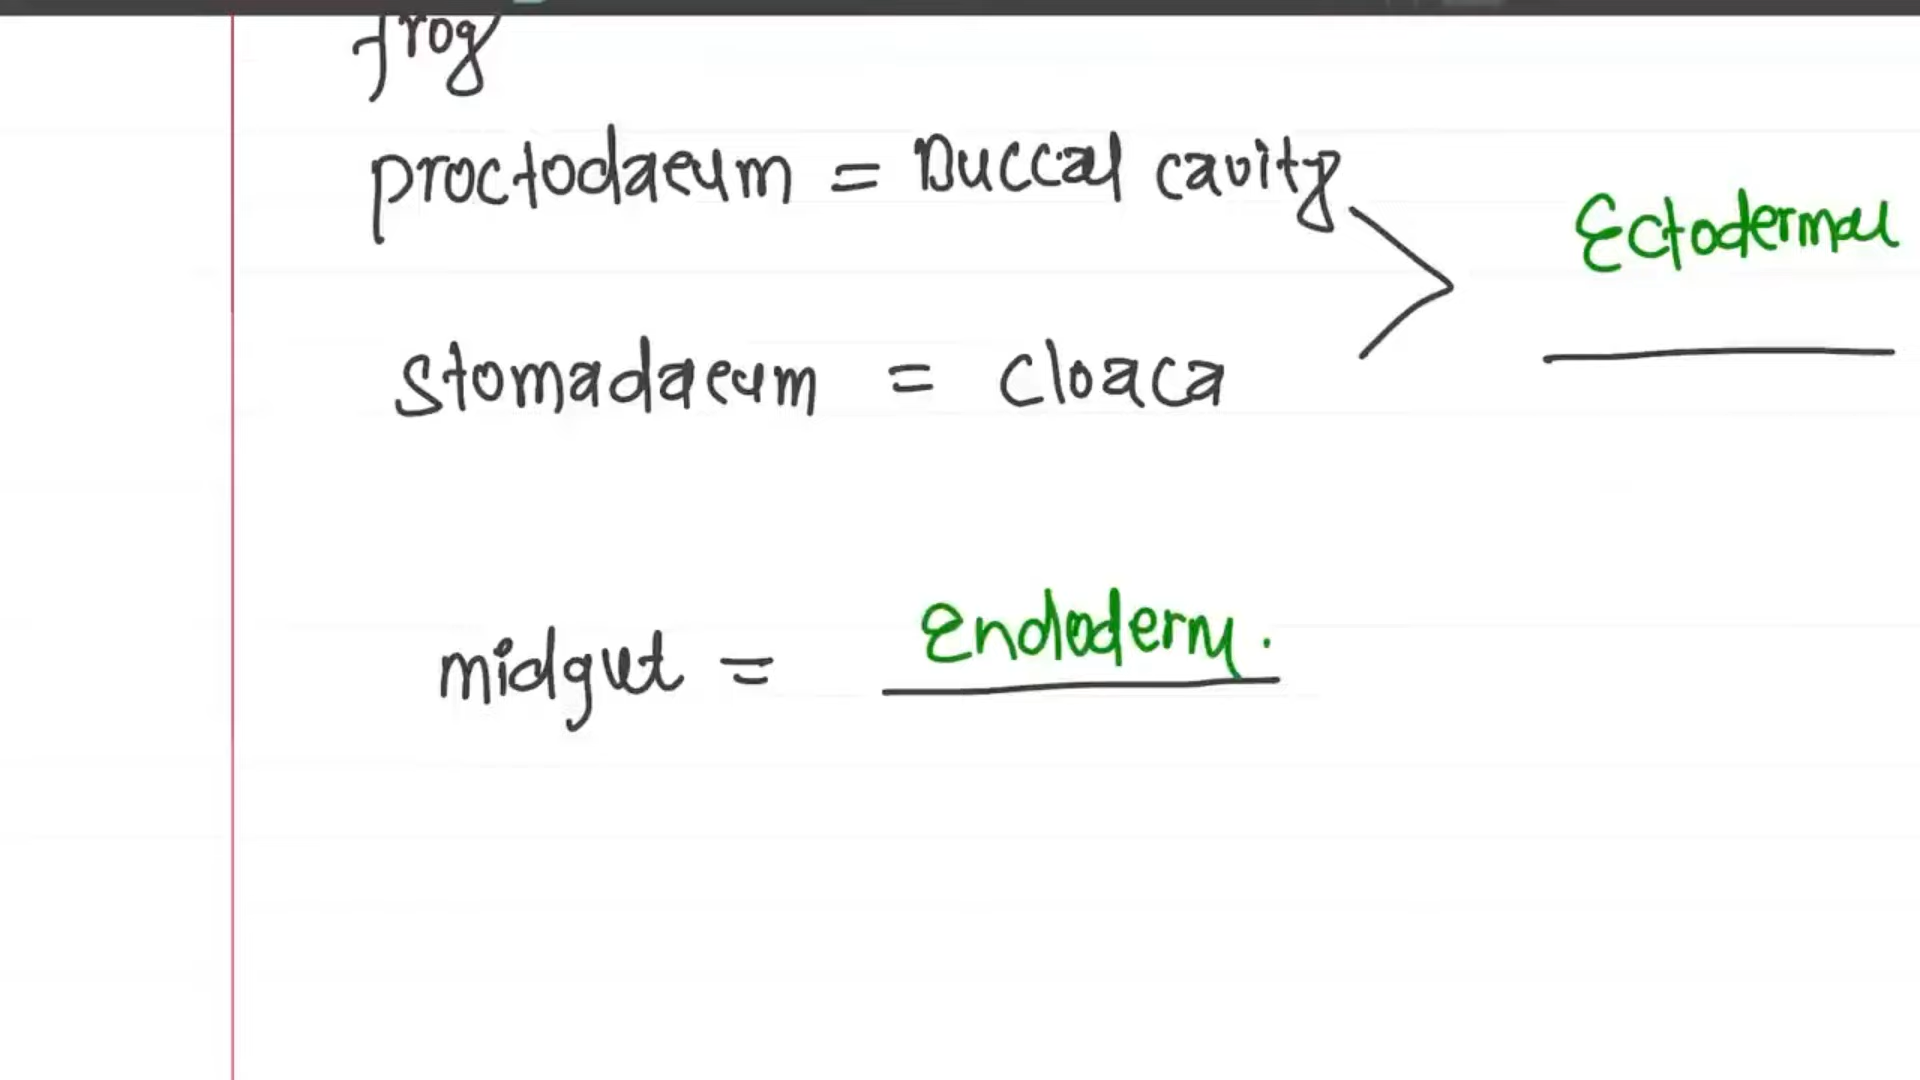 frog
proctodaeum = Buccal cavity
Ectodermal
stomadaeum = cloaca
midgut = Endoderm.